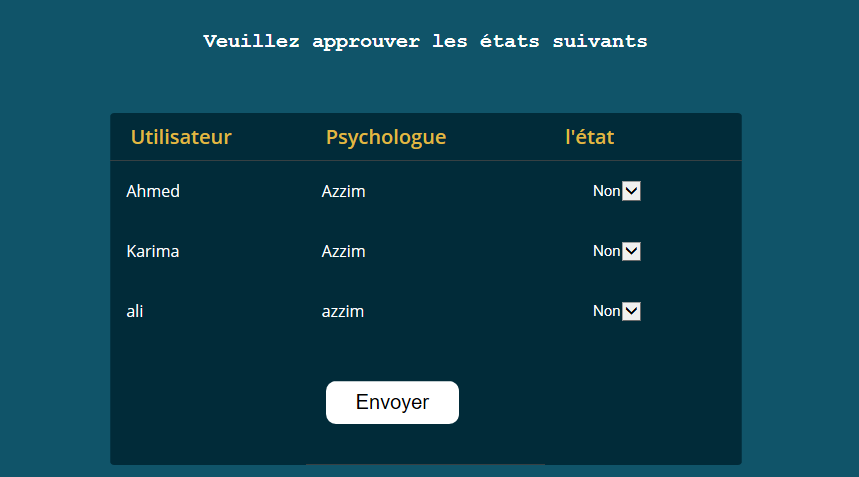 Veuillez approuver les états suivants
Utilisateur Psychologue l'état
Ahmed Azzim Non
Karima Azzim Non
ali azzim Non
Envoyer